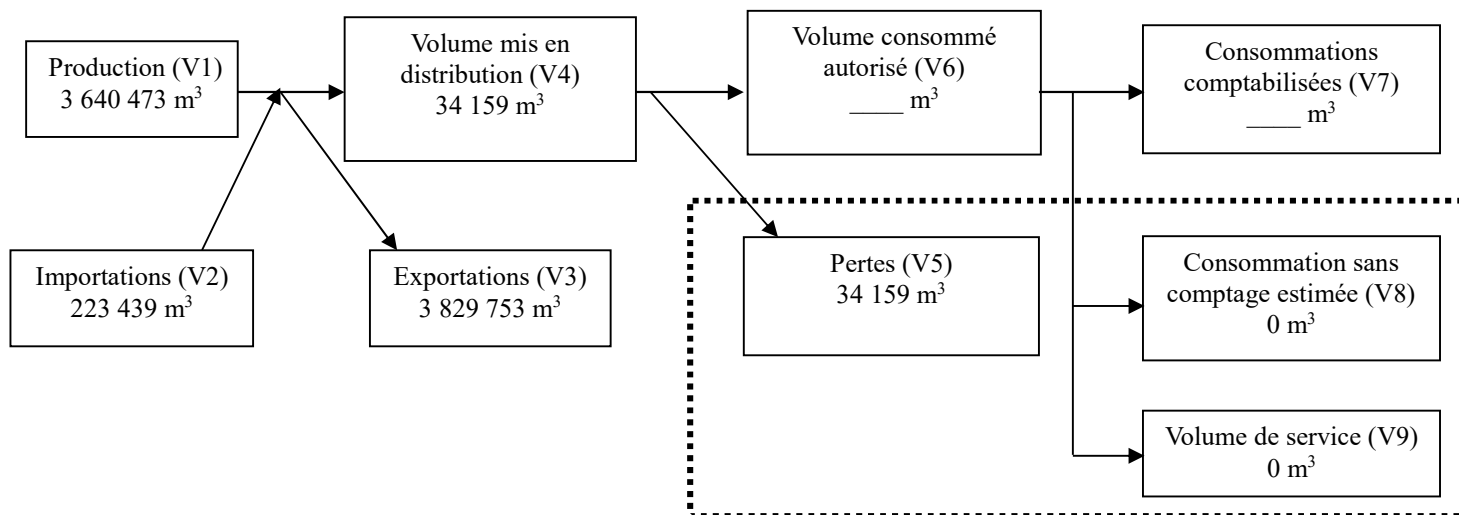 Production (V1)
3 640 473 m³
Volume mis en
distribution (V4)
34 159 m³
Volume consommé
autorisé (V6)
____ m³
Consommations
comptabilisées (V7)
____ m³
Importations (V2)
223 439 m³
Exportations (V3)
3 829 753 m³
Pertes (V5)
34 159 m³
Consommation sans
comptage estimée (V8)
0 m³
Volume de service (V9)
0 m³